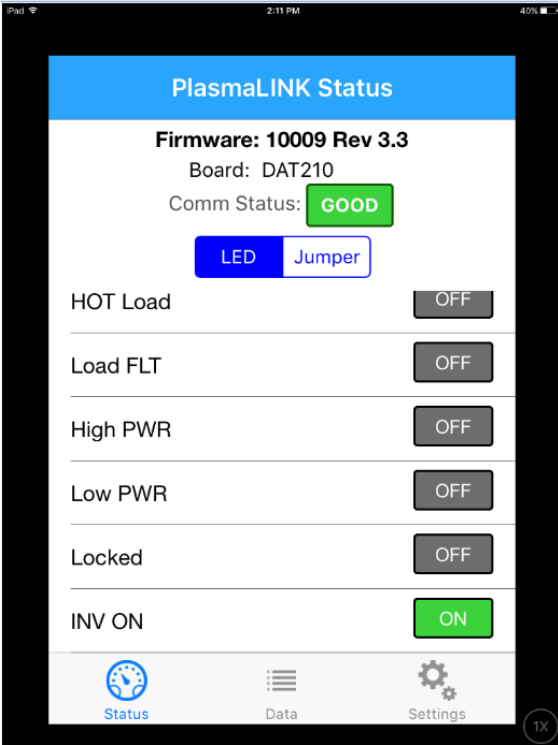 iPad 2:11 PM 40%
PlasmaLINK Status
Firmware: 10009 Rev 3.3
Board: DAT210
Comm Status: GOOD
LED Jumper
HOT Load OFF
Load FLT OFF
High PWR OFF
Low PWR OFF
Locked OFF
INV ON ON
Status Data Settings
1X